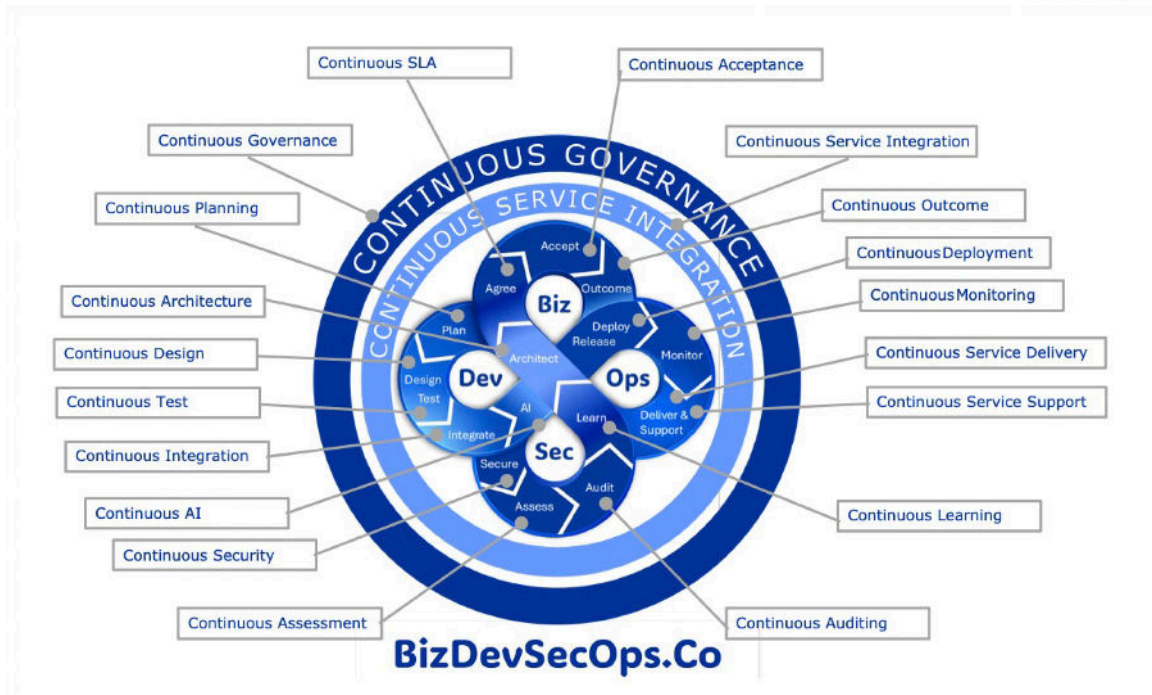 Continuous SLA
Continuous Acceptance
Continuous Governance
Continuous Service Integration
Continuous Planning
Continuous Outcome
Continuous Deployment
Continuous Architecture
Continuous Monitoring
Continuous Design
Continuous Service Delivery
Continuous Test
Continuous Service Support
Continuous Integration
Continuous AI
Continuous Learning
Continuous Security
Continuous Assessment
Continuous Auditing
CONTINUOUS GOVERNANCE
CONTINUOUS SERVICE INTEGRATION
Accept
Agree
Outcome
Biz
Plan
Deploy
Release
Architect
Monitor
Design
Dev
Ops
Test
AI
Learn
Deliver &
Support
Integrate
Sec
Secure
Audit
Assess
BizDevSecOps.Co